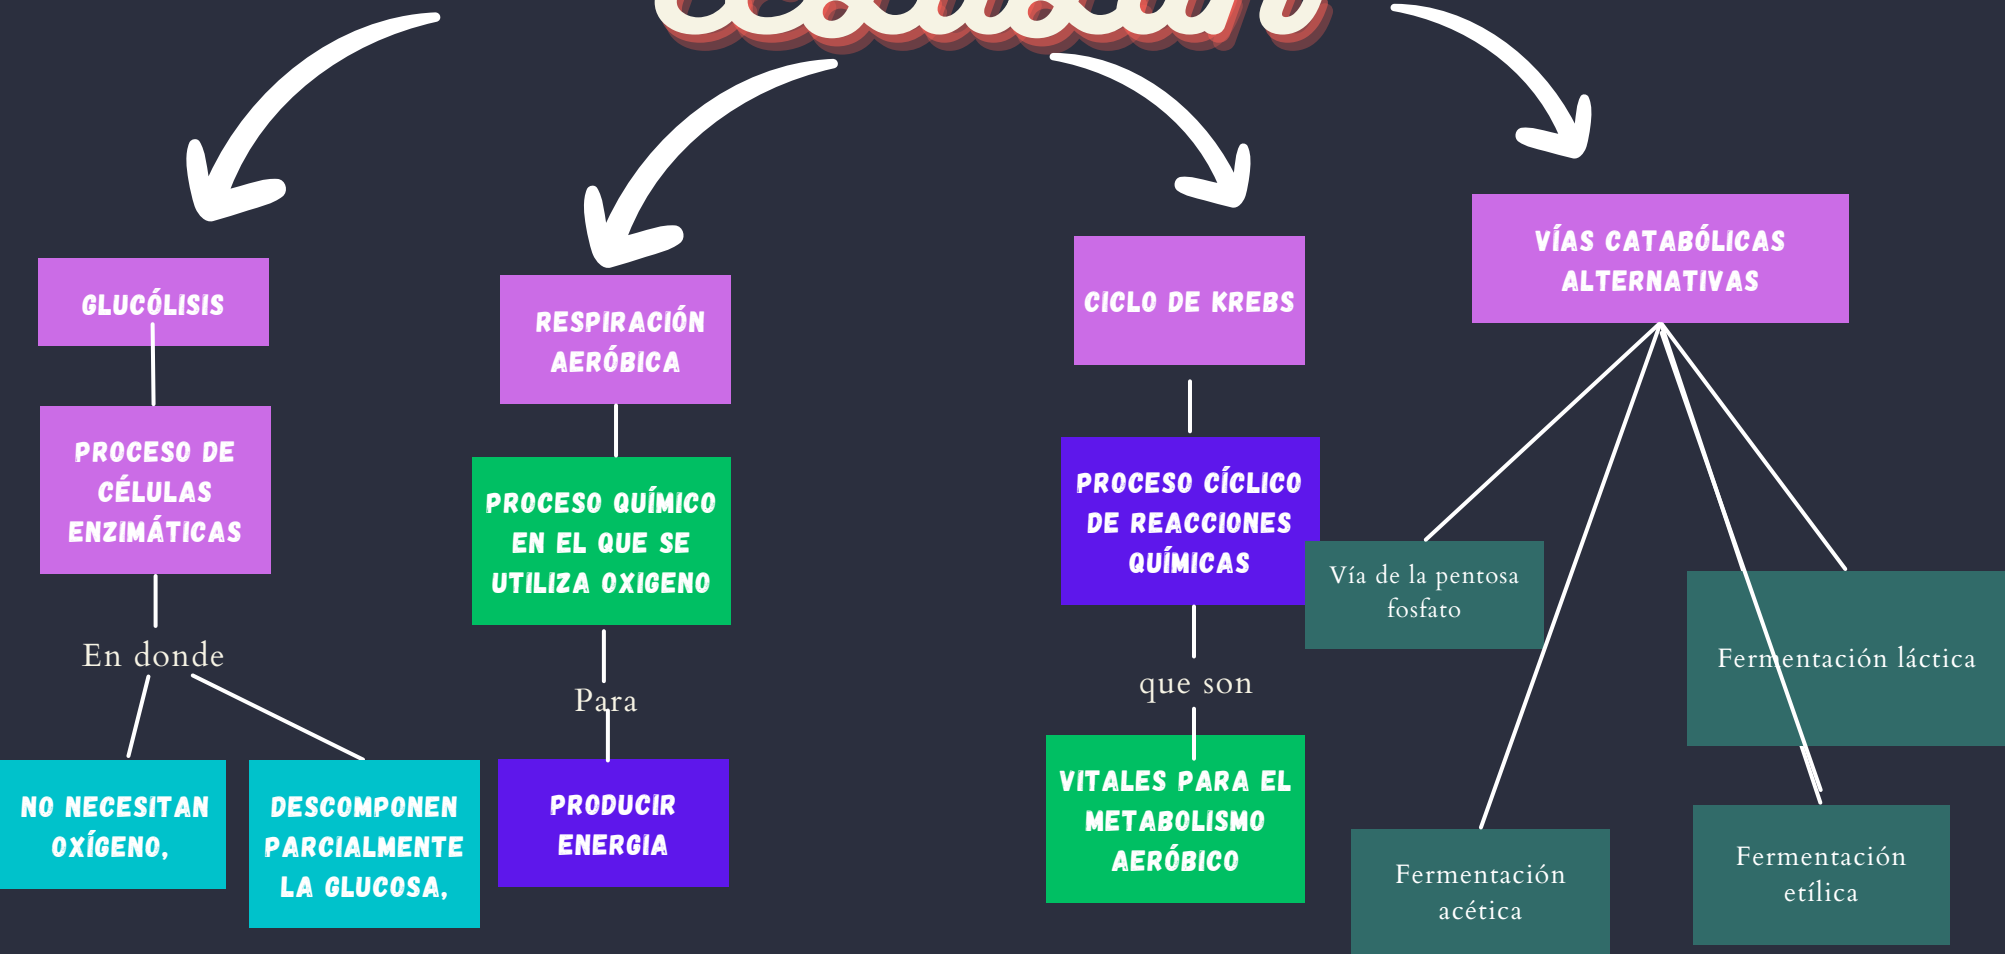 GLUCÓLISIS
PROCESO DE
CÉLULAS
ENZIMÁTICAS
En donde
NO NECESITAN
OXÍGENO,
DESCOMPONEN
PARCIALMENTE
LA GLUCOSA,
RESPIRACIÓN
AERÓBICA
PROCESO QUÍMICO
EN EL QUE SE
UTILIZA OXIGENO
Para
PRODUCIR
ENERGIA
CICLO DE KREBS
PROCESO CÍCLICO
DE REACCIONES
QUÍMICAS
que son
VITALES PARA EL
METABOLISMO
AERÓBICO
VÍAS CATABÓLICAS
ALTERNATIVAS
Vía de la pentosa
fosfato
Fermentación láctica
Fermentación
acética
Fermentación
etílica